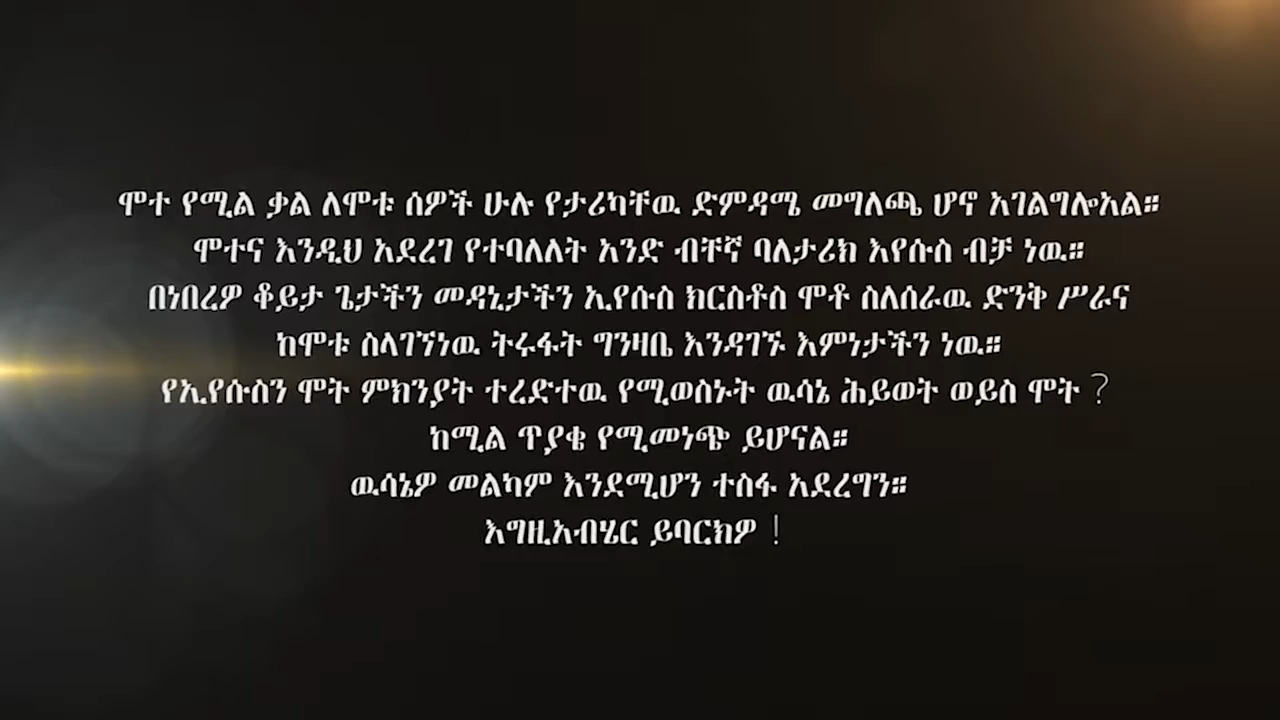 ሞተ የሚል ቃል ለሞቱ ሰዎች ሁሉ የታሪካቸዉ ድምዳሜ መግለጫ ሆኖ አገልግሎአል።
ሞተና እንዲህ አደረገ የተባለለት አንድ ብቸኛ ባለታሪክ እየሱስ ብቻ ነዉ።
በነበረዎ ቆይታ ጌታችን መዳኒታችን ኢየሱስ ክርስቶስ ሞቶ ስለሰራዉ ድንቅ ሥራና
ከሞቱ ስላገኘነዉ ትሩፋት ግንዛቤ እንዳገኙ እምነታችን ነዉ።
የኢየሱስን ሞት ምክንያት ተረድተዉ የሚወስኑት ዉሳኔ ሕይወት ወይስ ሞት ?
ከሚል ጥያቄ የሚመነጭ ይሆናል።
ዉሳኔዎ መልካም እንደሚሆን ተስፋ አደረግን።
እግዚአብሄር ይባርክዎ !